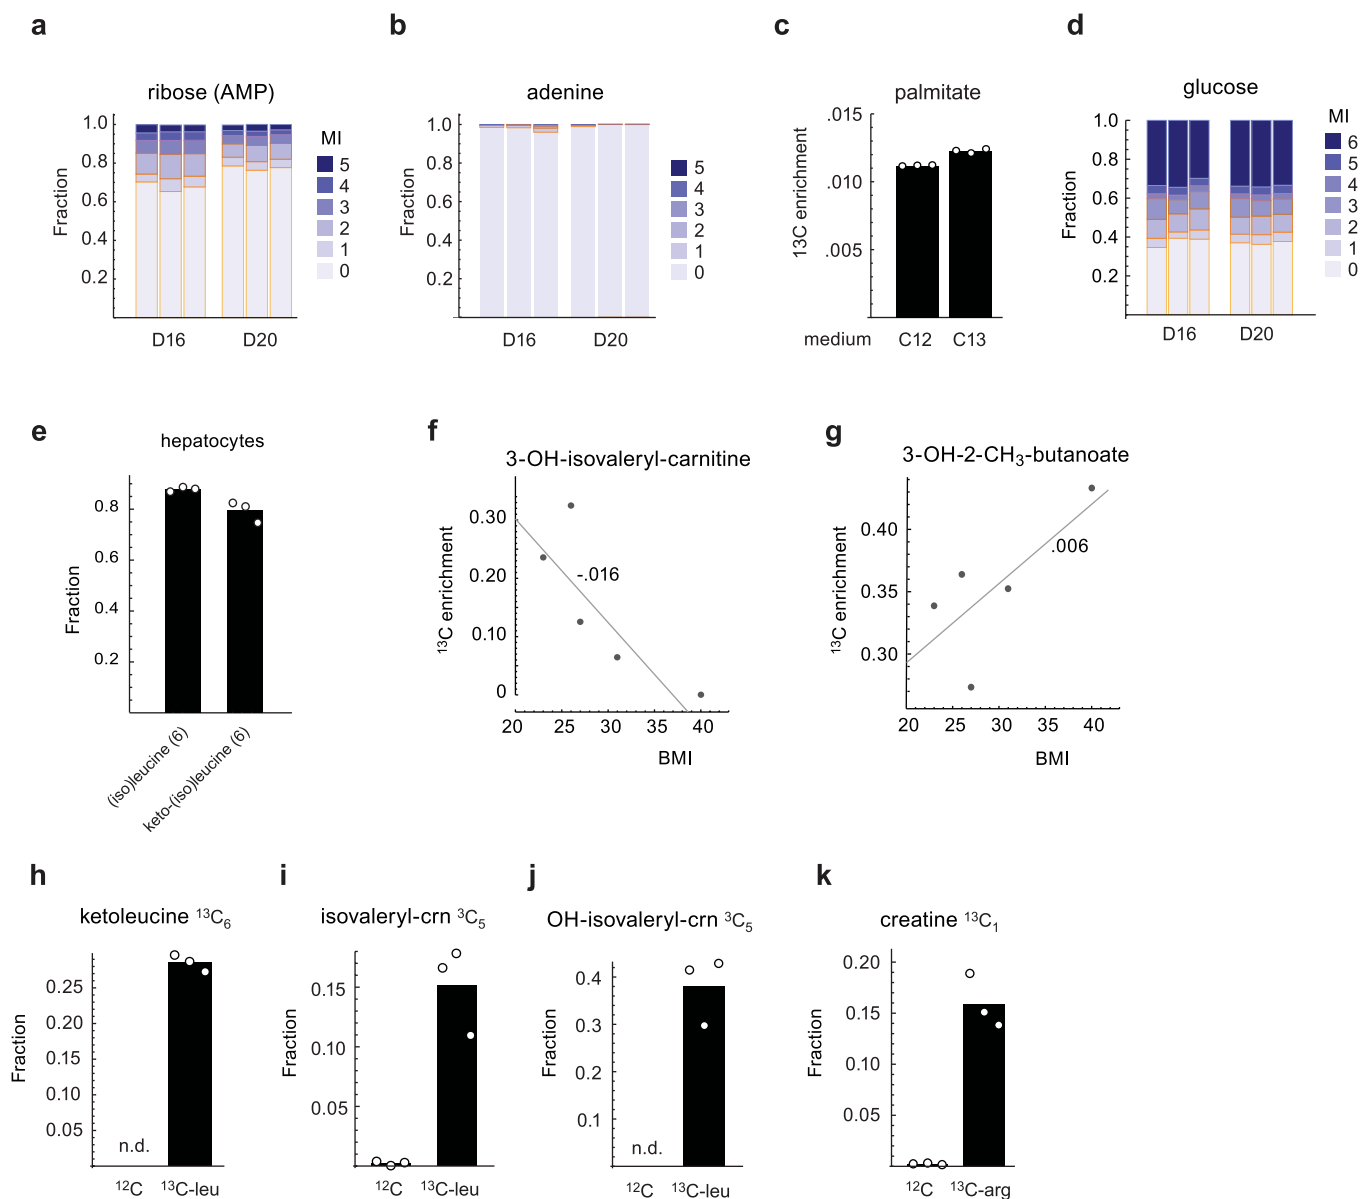 a
ribose (AMP)
Fraction
1.0
0.8
0.6
0.4
0.2
D16 D20
MI
5
4
3
2
1
0
b
adenine
Fraction
1.0
0.8
0.6
0.4
0.2
D16 D20
5
4
3
2
1
0
c
palmitate
13C enrichment
.015
.010
.005
medium C12 C13
d
glucose
Fraction
1.0
0.8
0.6
0.4
0.2
D16 D20
MI
6
5
4
3
2
1
0
e
hepatocytes
Fraction
0.8
0.6
0.4
0.2
(iso)leucine (6)
keto-(iso)leucine (6)
f
3-OH-isovaleryl-carnitine
¹³C enrichment
0.30
0.20
0.10
0
-.016
20 25 30 35 40
BMI
g
3-OH-2-CH₃-butanoate
¹³C enrichment
0.40
0.35
0.30
.006
20 25 30 35 40
BMI
h
ketoleucine ¹³C₆
Fraction
0.25
0.20
0.15
0.10
0.05
n.d.
¹²C ¹³C-leu
i
isovaleryl-crn ³C₅
Fraction
0.15
0.10
0.05
¹²C ¹³C-leu
j
OH-isovaleryl-crn ³C₅
Fraction
0.4
0.3
0.2
0.1
n.d.
¹²C ¹³C-leu
k
creatine ¹³C₁
Fraction
0.20
0.15
0.10
0.05
¹²C ¹³C-arg